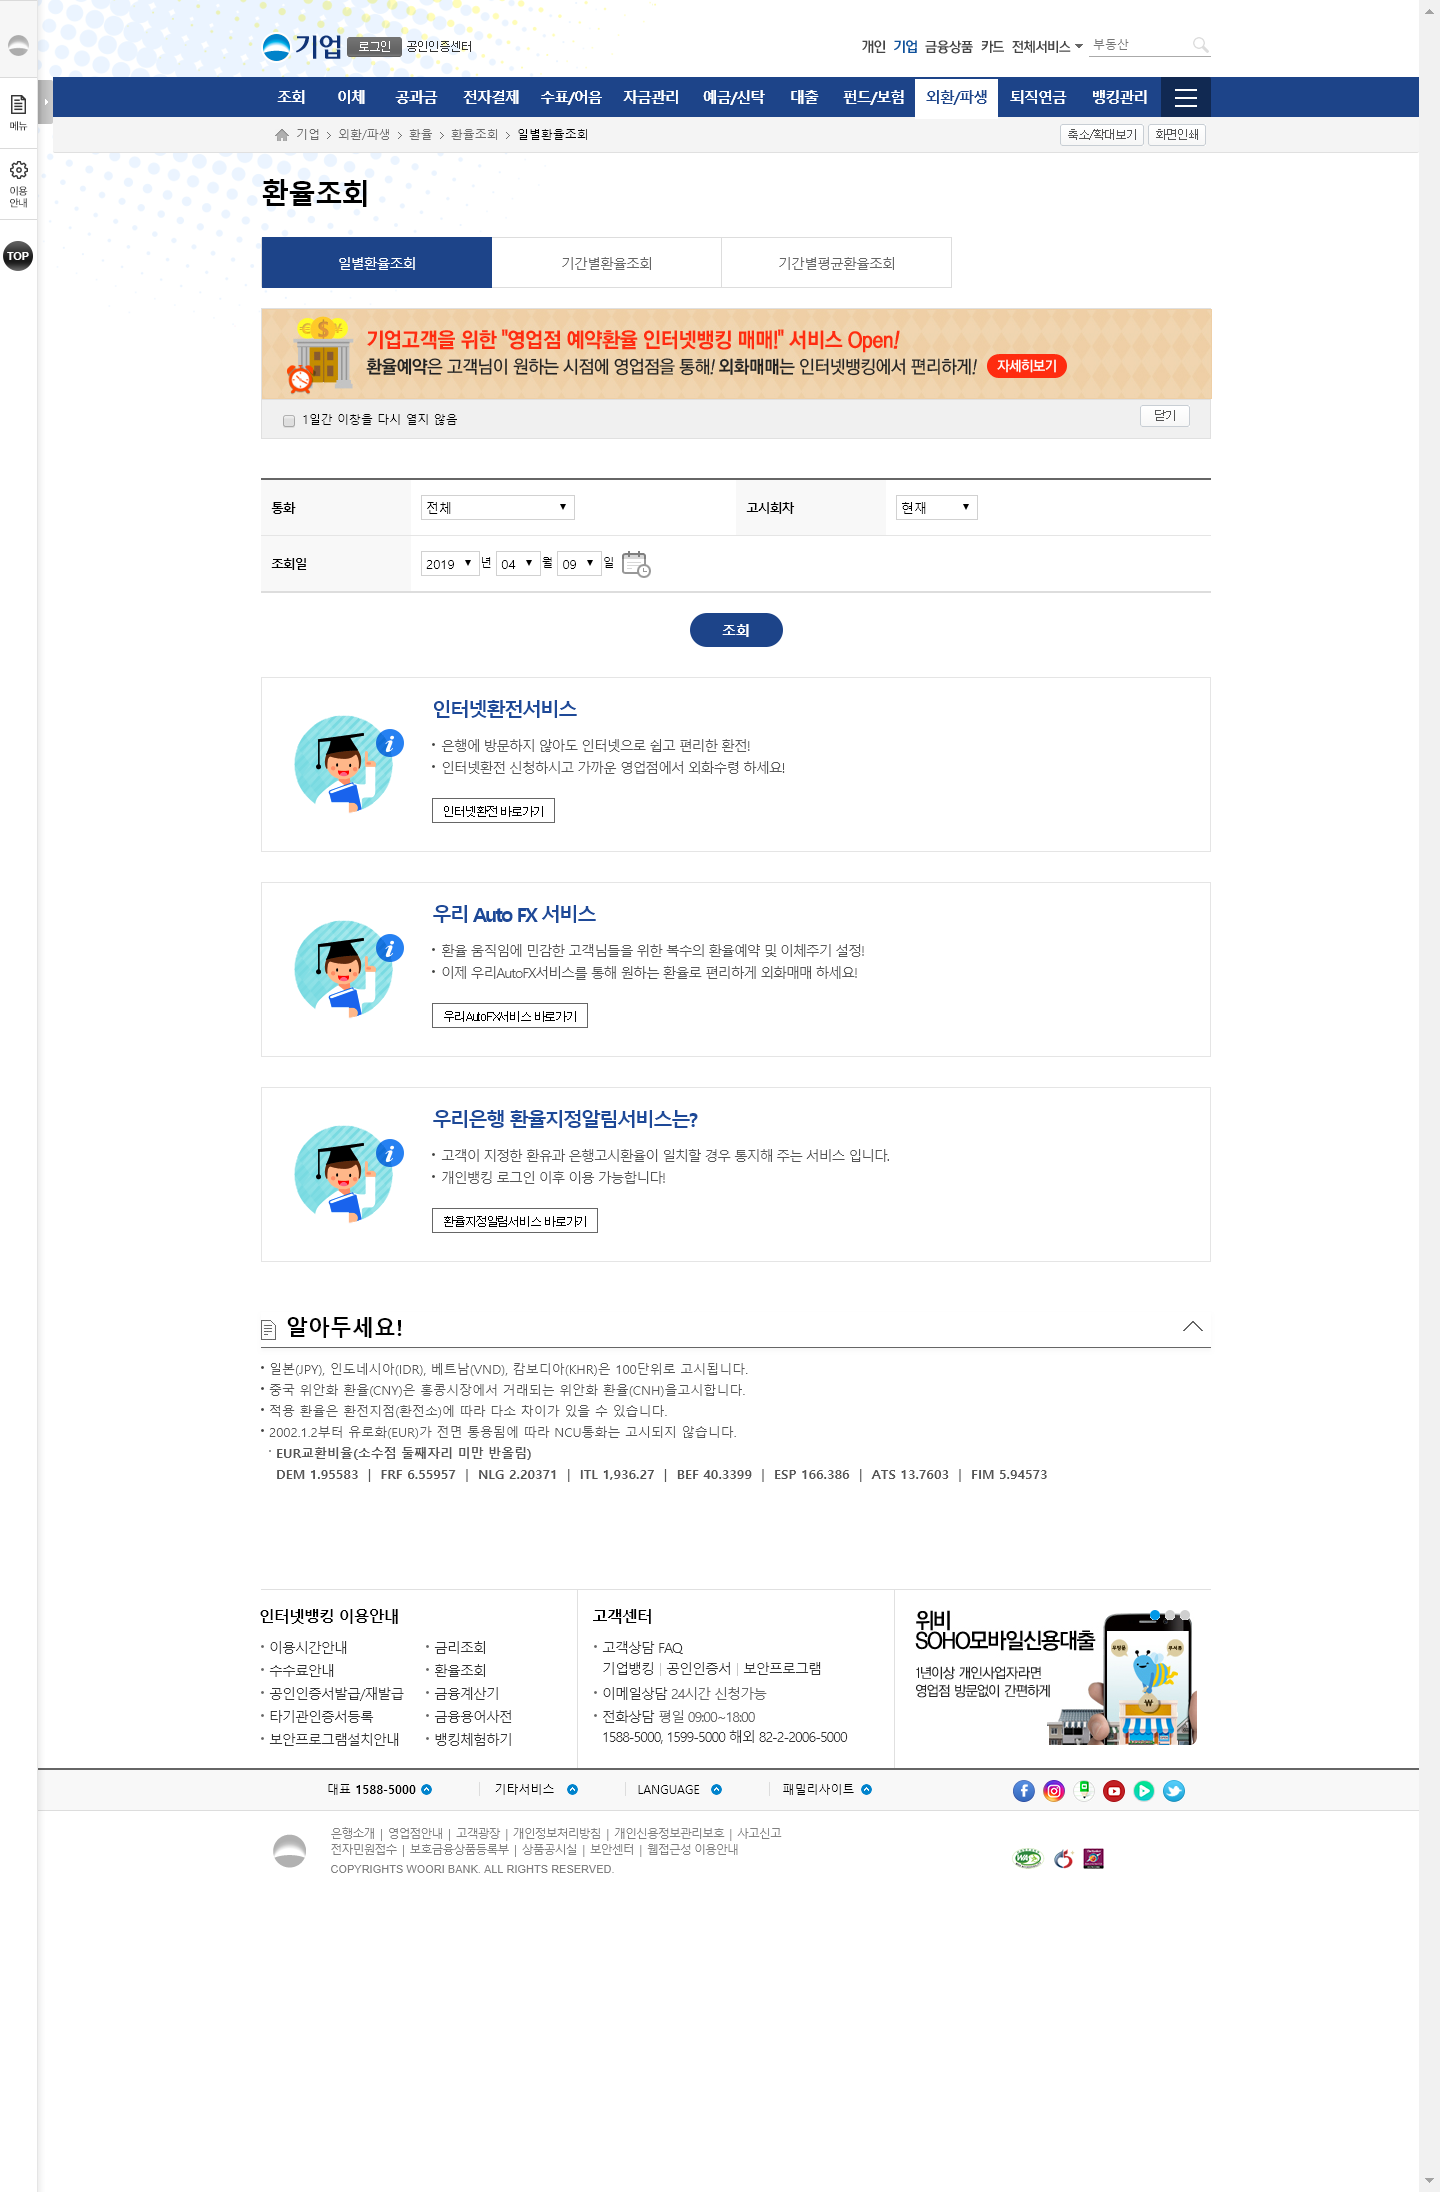 기업 로그인 공인인증센터 개인 기업 금융상품 카드 전체서비스 부동산
메뉴
이용
안내
TOP
조회 이체 공과금 전자결제 수표/어음 자금관리 예금/신탁 대출 펀드/보험 외환/파생 퇴직연금 뱅킹관리
기업 > 외환/파생 > 환율 > 환율조회 > 일별환율조회 축소/확대보기 화면인쇄
환율조회
일별환율조회 기간별환율조회 기간별평균환율조회
기업고객을 위한 "영업점 예약환율 인터넷뱅킹 매매!" 서비스 Open!
환율예약은 고객님이 원하는 시점에 영업점을 통해! 외화매매는 인터넷뱅킹에서 편리하게! 자세히보기
1일간 이창을 다시 열지 않음 닫기
통화 전체 고시회차 현재
조회일 2019 년 04 월 09 일
조회
인터넷환전서비스
• 은행에 방문하지 않아도 인터넷으로 쉽고 편리한 환전!
• 인터넷환전 신청하시고 가까운 영업점에서 외화수령 하세요!
인터넷환전 바로가기
우리 Auto FX 서비스
• 환율 움직임에 민감한 고객님들을 위한 복수의 환율예약 및 이체주기 설정!
• 이제 우리AutoFX서비스를 통해 원하는 환율로 편리하게 외화매매 하세요!
우리AutoFX서비스 바로가기
우리은행 환율지정알림서비스는?
• 고객이 지정한 환유과 은행고시환율이 일치할 경우 통지해 주는 서비스 입니다.
• 개인뱅킹 로그인 이후 이용 가능합니다!
환율지정알림서비스 바로가기
알아두세요!
• 일본(JPY), 인도네시아(IDR), 베트남(VND), 캄보디아(KHR)은 100단위로 고시됩니다.
• 중국 위안화 환율(CNY)은 홍콩시장에서 거래되는 위안화 환율(CNH)을고시합니다.
• 적용 환율은 환전지점(환전소)에 따라 다소 차이가 있을 수 있습니다.
• 2002.1.2부터 유로화(EUR)가 전면 통용됨에 따라 NCU통화는 고시되지 않습니다.
· EUR교환비율(소수점 둘째자리 미만 반올림)
DEM 1.95583 | FRF 6.55957 | NLG 2.20371 | ITL 1,936.27 | BEF 40.3399 | ESP 166.386 | ATS 13.7603 | FIM 5.94573
인터넷뱅킹 이용안내
• 이용시간안내
• 수수료안내
• 공인인증서발급/재발급
• 타기관인증서등록
• 보안프로그램설치안내
• 금리조회
• 환율조회
• 금융계산기
• 금융용어사전
• 뱅킹체험하기
고객센터
• 고객상담 FAQ
기업뱅킹 | 공인인증서 | 보안프로그램
• 이메일상담 24시간 신청가능
• 전화상담 평일 09:00~18:00
1588-5000, 1599-5000 해외 82-2-2006-5000
위비
SOHO모바일신용대출
1년이상 개인사업자라면
영업점 방문없이 간편하게
대표 1588-5000 기타서비스 LANGUAGE 패밀리사이트
은행소개 | 영업점안내 | 고객광장 | 개인정보처리방침 | 개인신용정보관리보호 | 사고신고
전자민원접수 | 보호금융상품등록부 | 상품공시실 | 보안센터 | 웹접근성 이용안내
COPYRIGHTS WOORI BANK. ALL RIGHTS RESERVED.
WA